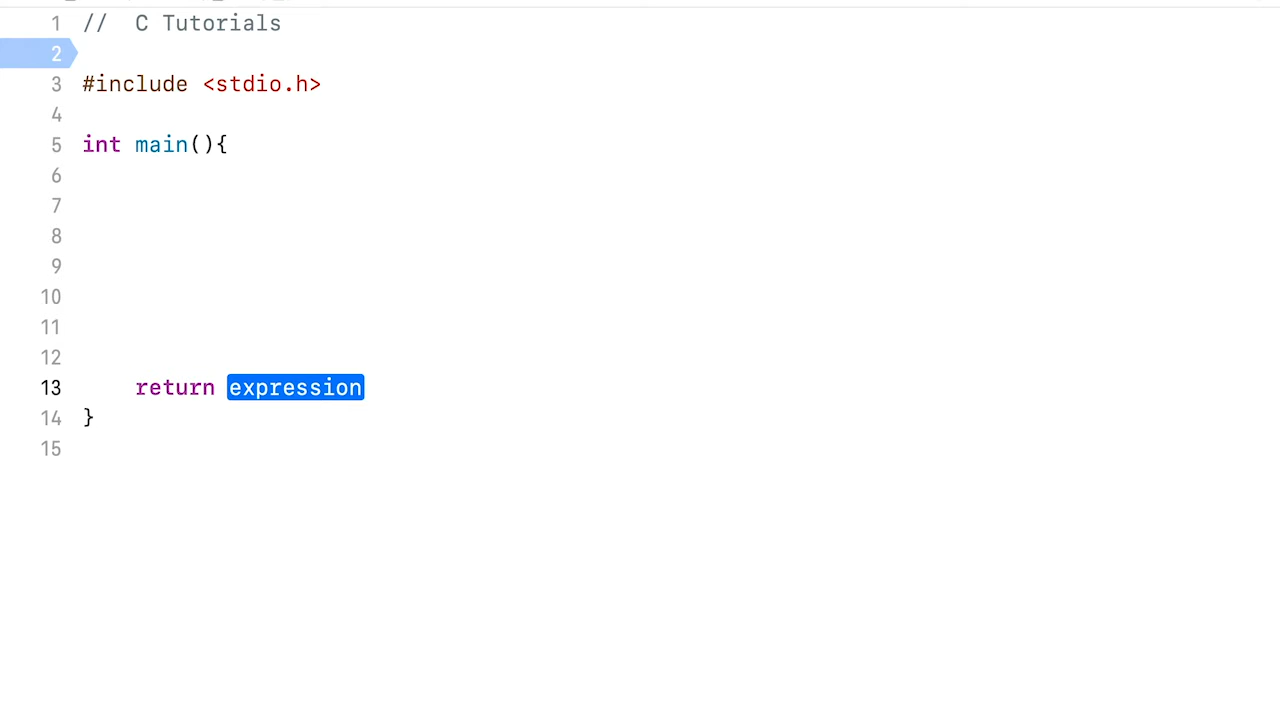 1 //  C Tutorials
2
3 #include <stdio.h>
4
5 int main(){
6
7
8
9
10
11
12
13     return expression
14 }
15